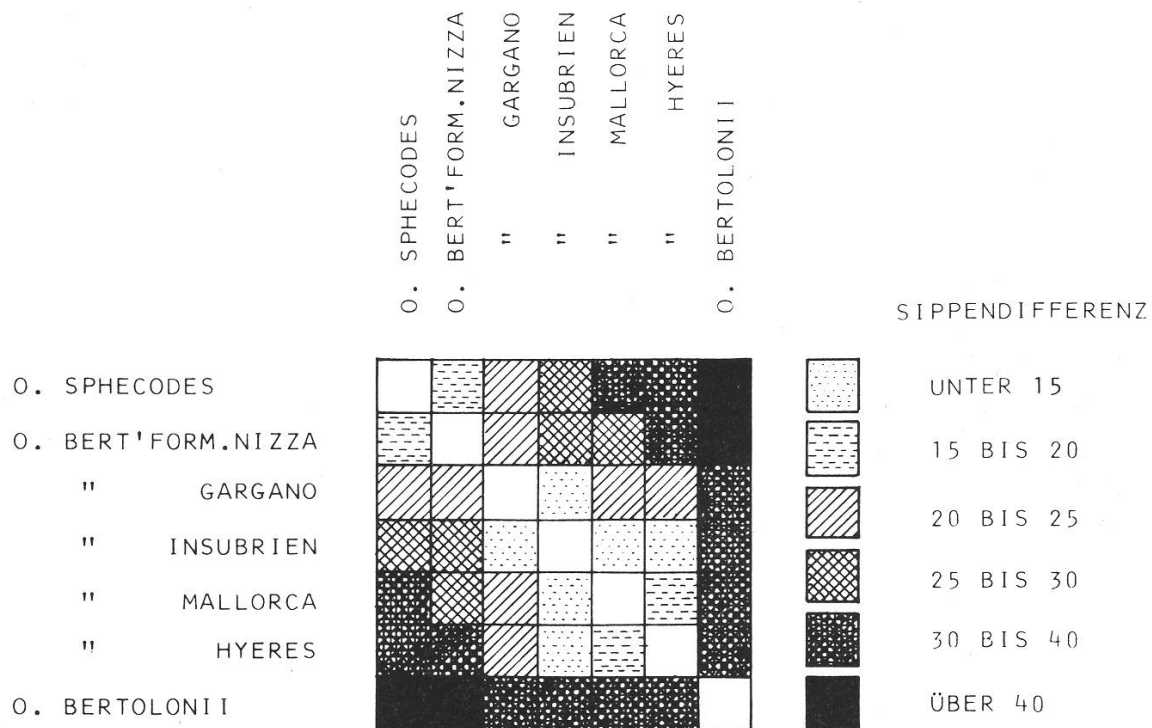 O. SPHECODES
O. BERT'FORM.NIZZA
" GARGANO
" INSUBRIEN
" MALLORCA
" HYERES
O. BERTOLONII
SIPPENDIFFERENZ
O. SPHECODES
O. BERT'FORM.NIZZA
" GARGANO
" INSUBRIEN
" MALLORCA
" HYERES
O. BERTOLONII
UNTER 15
15 BIS 20
20 BIS 25
25 BIS 30
30 BIS 40
ÜBER 40